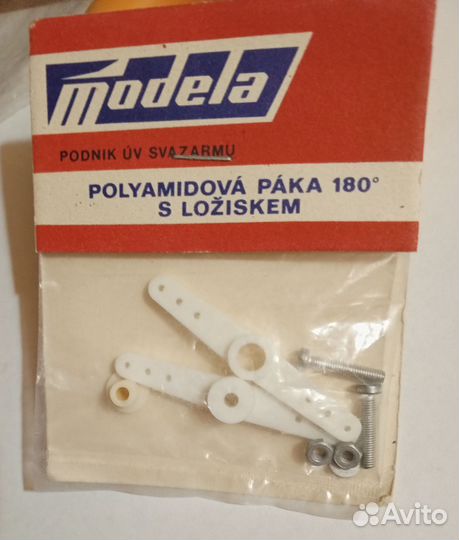 modela
PODNIK ÚV SVAZARMU
POLYAMIDOVÁ PÁKA 180°
S LOŽISKEM
Avito